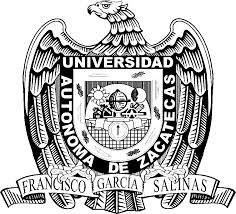 UNIVERSIDAD
AUTONOMA
DE ZACATECAS
FRANCISCO GARCIA SALINAS